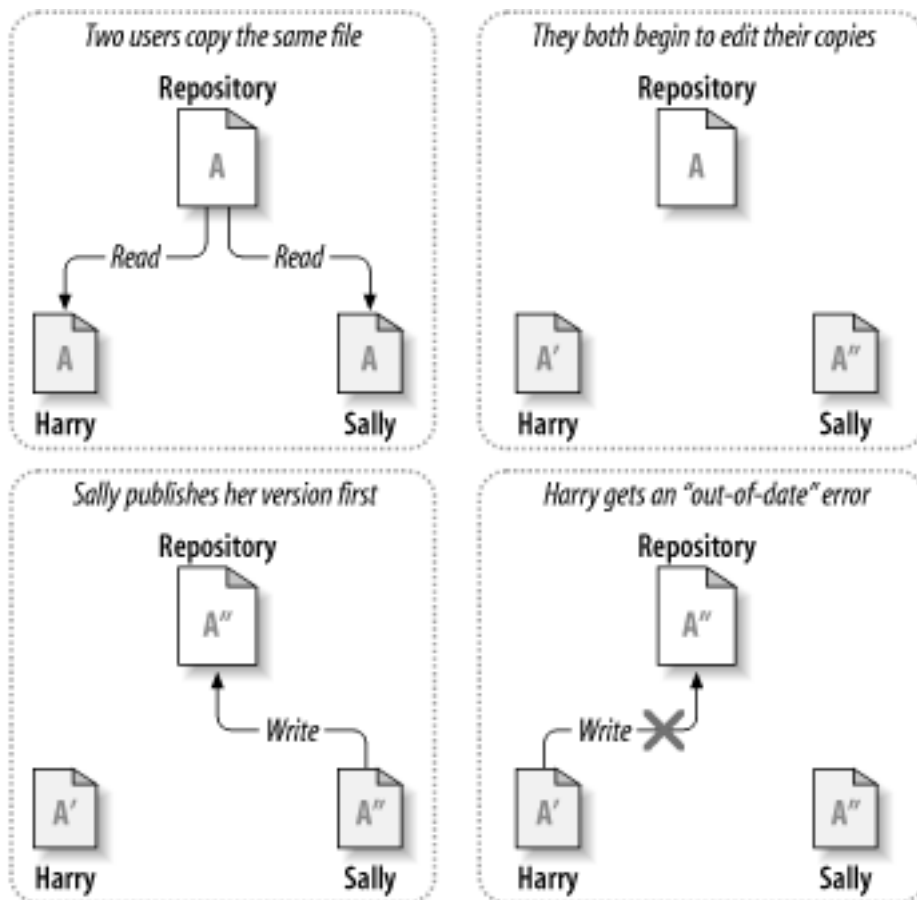 Two users copy the same file
Repository
A
Read Read
A A
Harry Sally
They both begin to edit their copies
Repository
A
A' A"
Harry Sally
Sally publishes her version first
Repository
A"
Write
A' A"
Harry Sally
Harry gets an “out-of-date” error
Repository
A"
Write
A' A"
Harry Sally